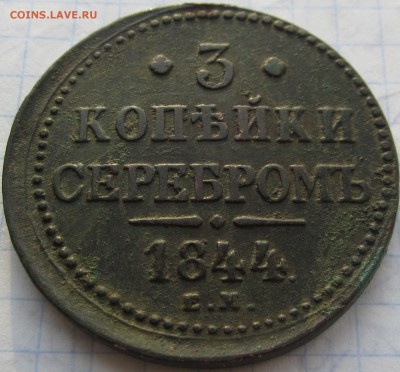 COINS.LAVE.RU
· 3 ·
КОПѢЙКИ
СЕРЕБРОМЪ
1844.
Е.М.